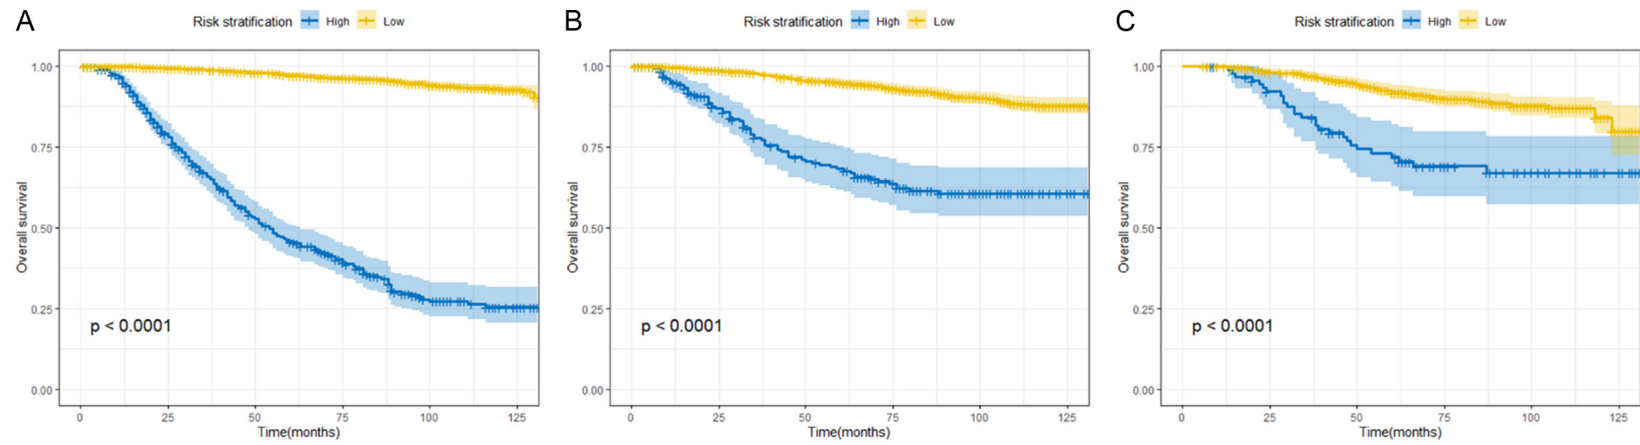 A
Risk stratification High Low
1.00
0.75
0.50
0.25
0.00
Overall survival
p < 0.0001
0 25 50 75 100 125
Time(months)
B
Risk stratification High Low
1.00
0.75
0.50
0.25
0.00
Overall survival
p < 0.0001
0 25 50 75 100 125
Time(months)
C
Risk stratification High Low
1.00
0.75
0.50
0.25
0.00
Overall survival
p < 0.0001
0 25 50 75 100 125
Time(months)